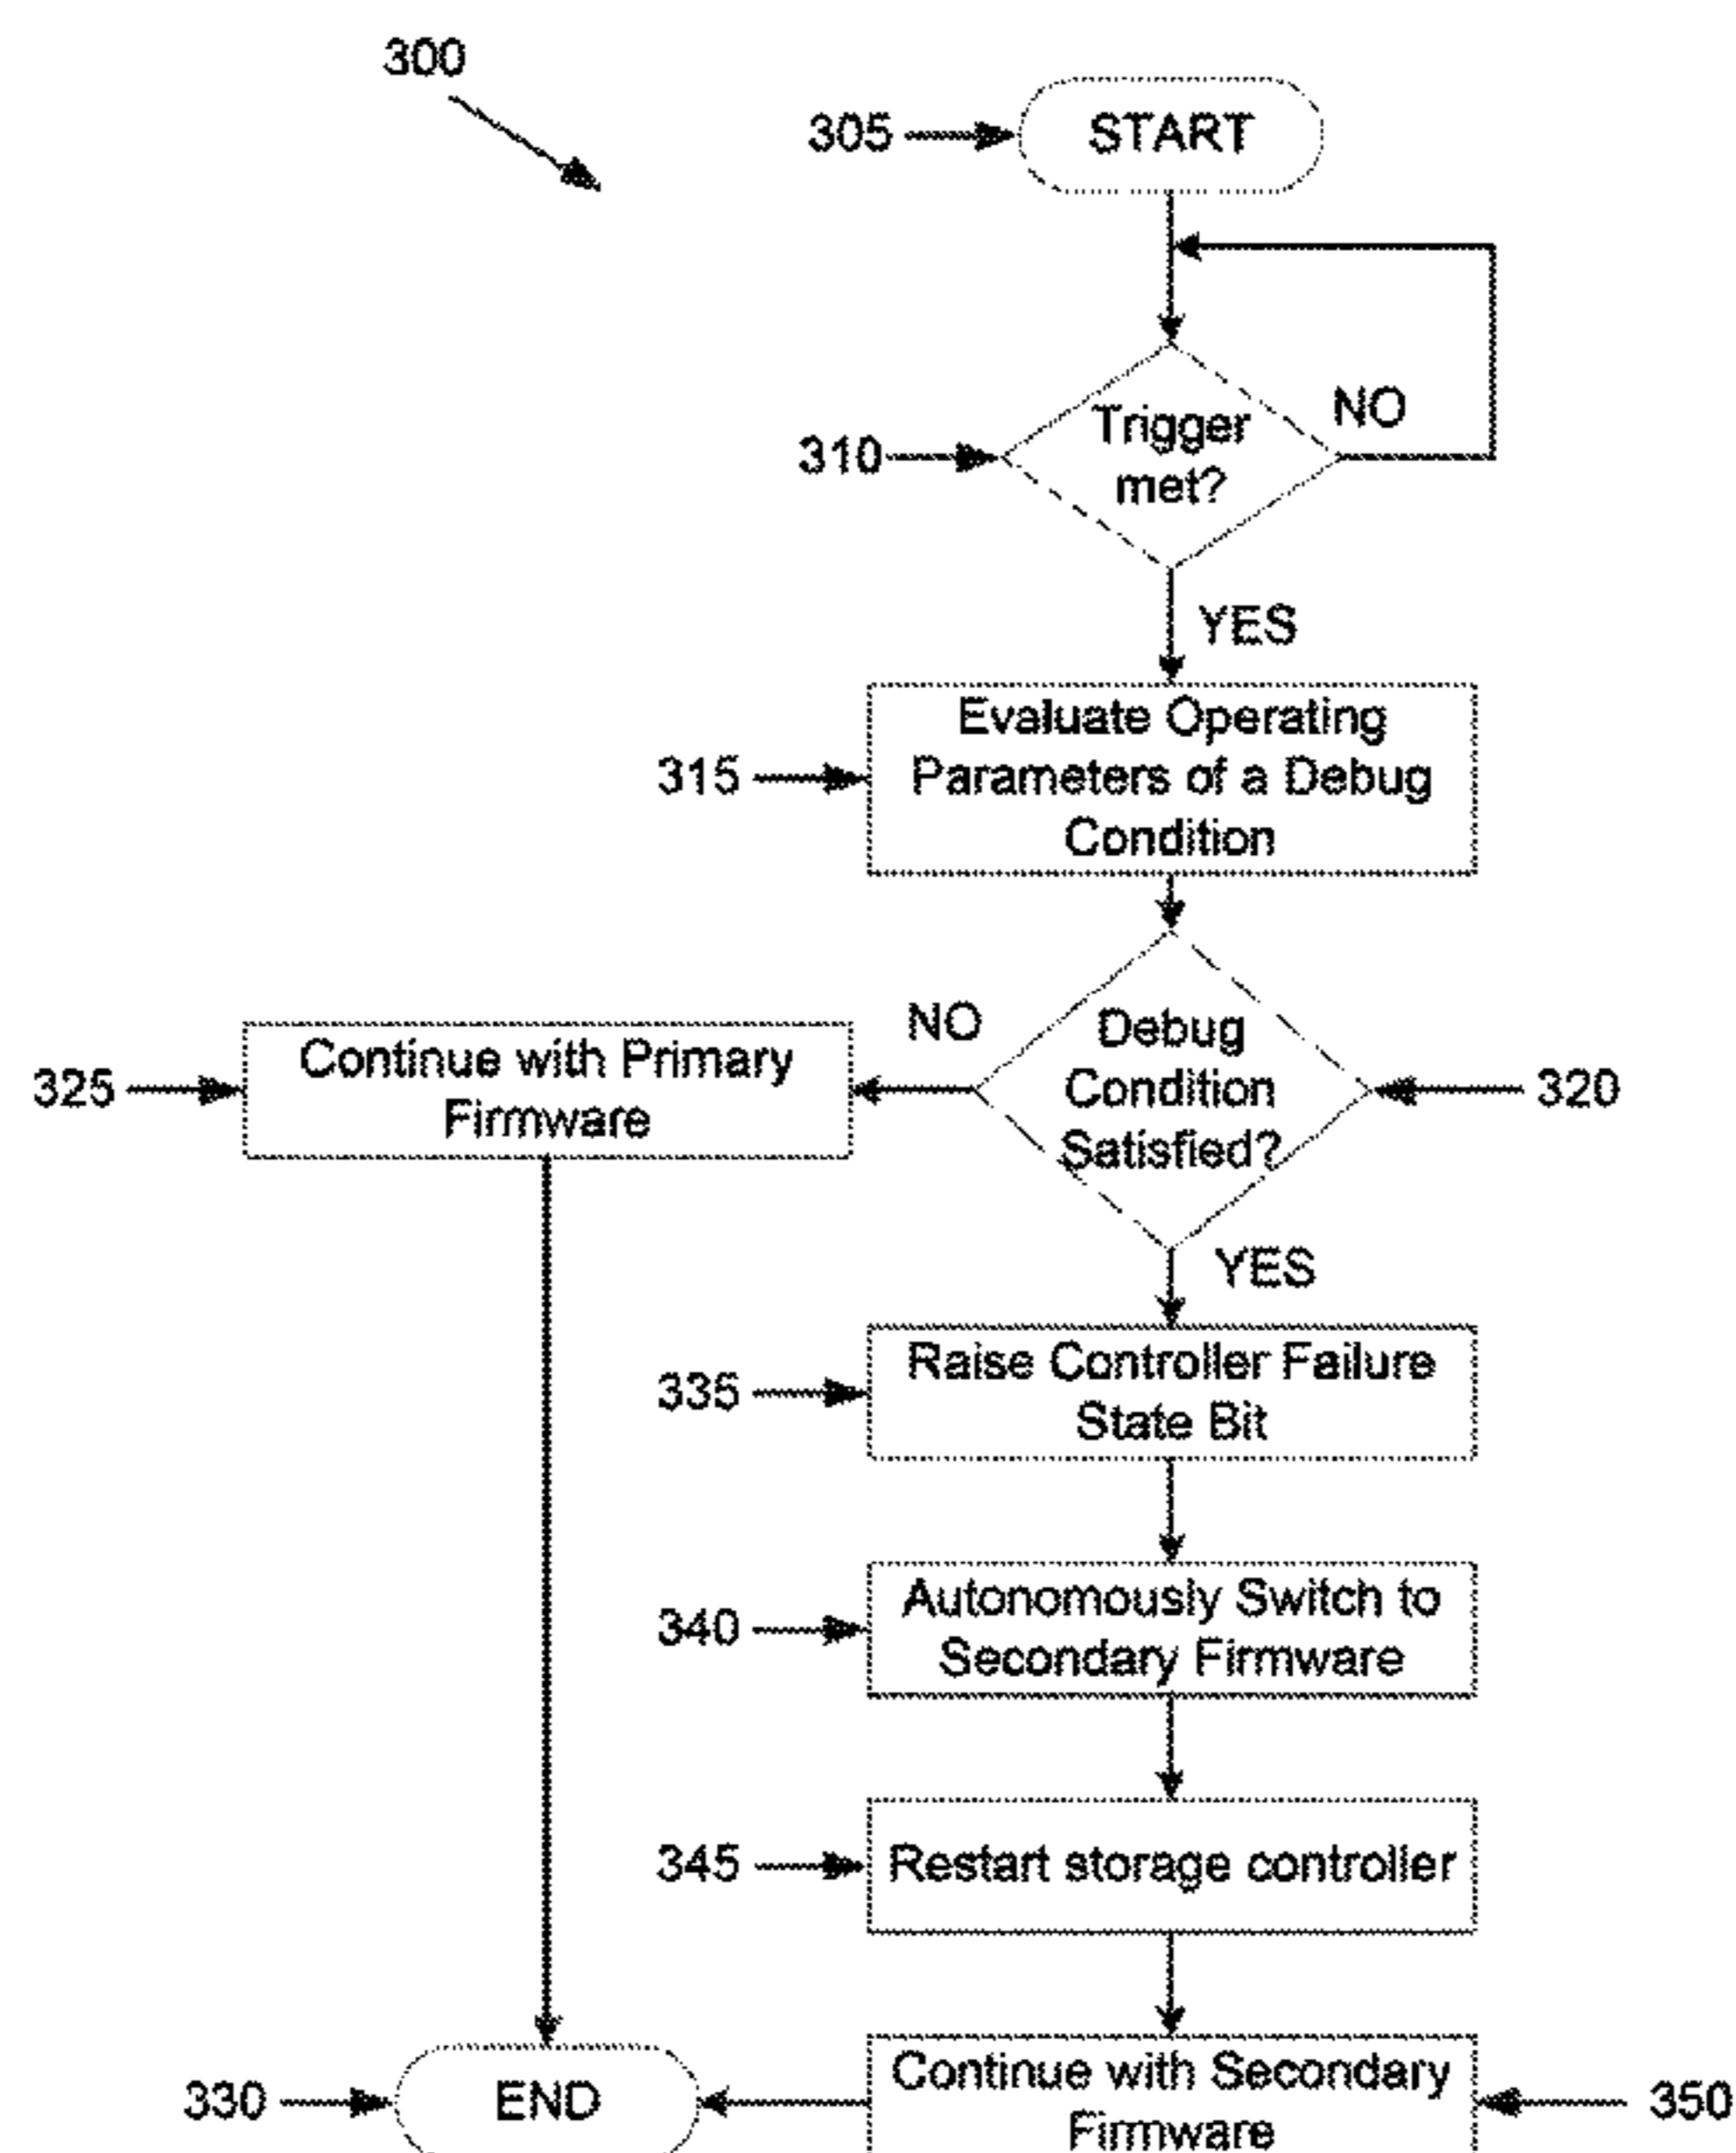 300
305
START
310
Trigger
met?
NO
YES
315
Evaluate Operating
Parameters of a Debug
Condition
320
Debug
Condition
Satisfied?
NO
325
Continue with Primary
Firmware
YES
335
Raise Controller Failure
State Bit
340
Autonomously Switch to
Secondary Firmware
345
Restart storage controller
330
END
Continue with Secondary
Firmware
350